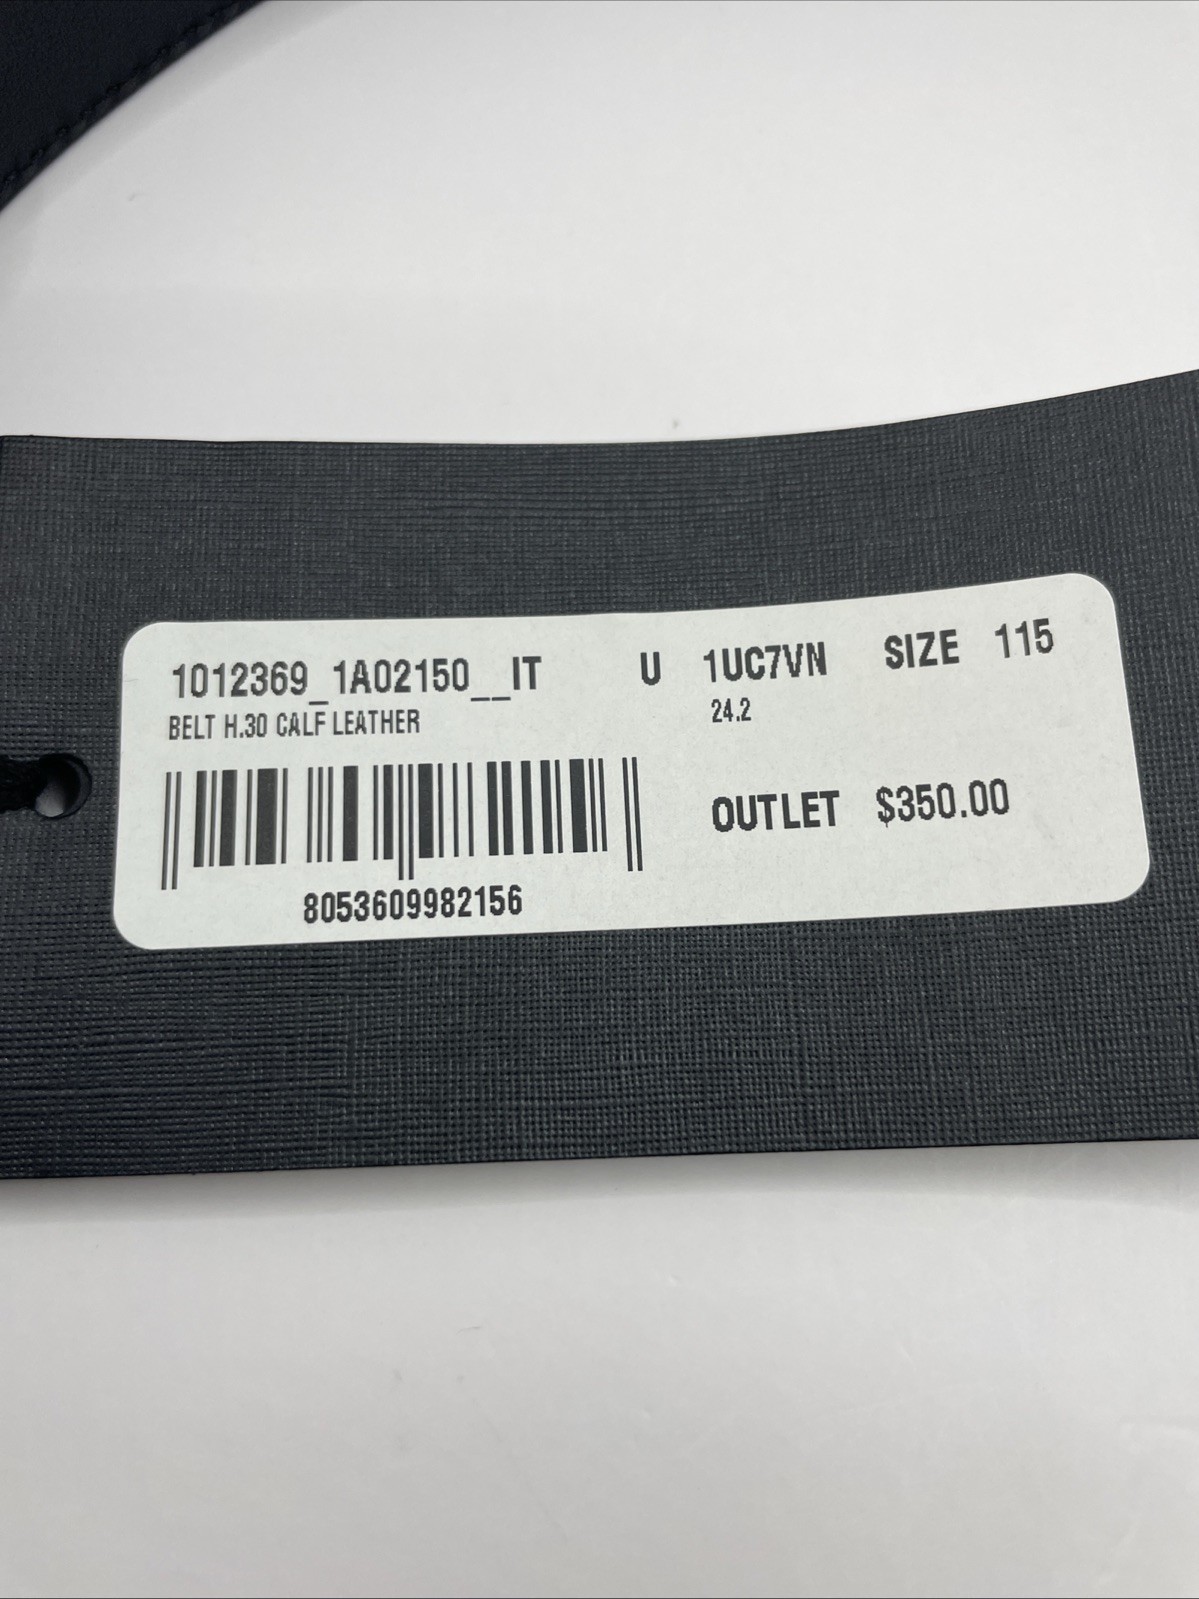 1012369_1A02150__IT U 1UC7VN SIZE 115
BELT H.30 CALF LEATHER 24.2
OUTLET $350.00
8053609982156